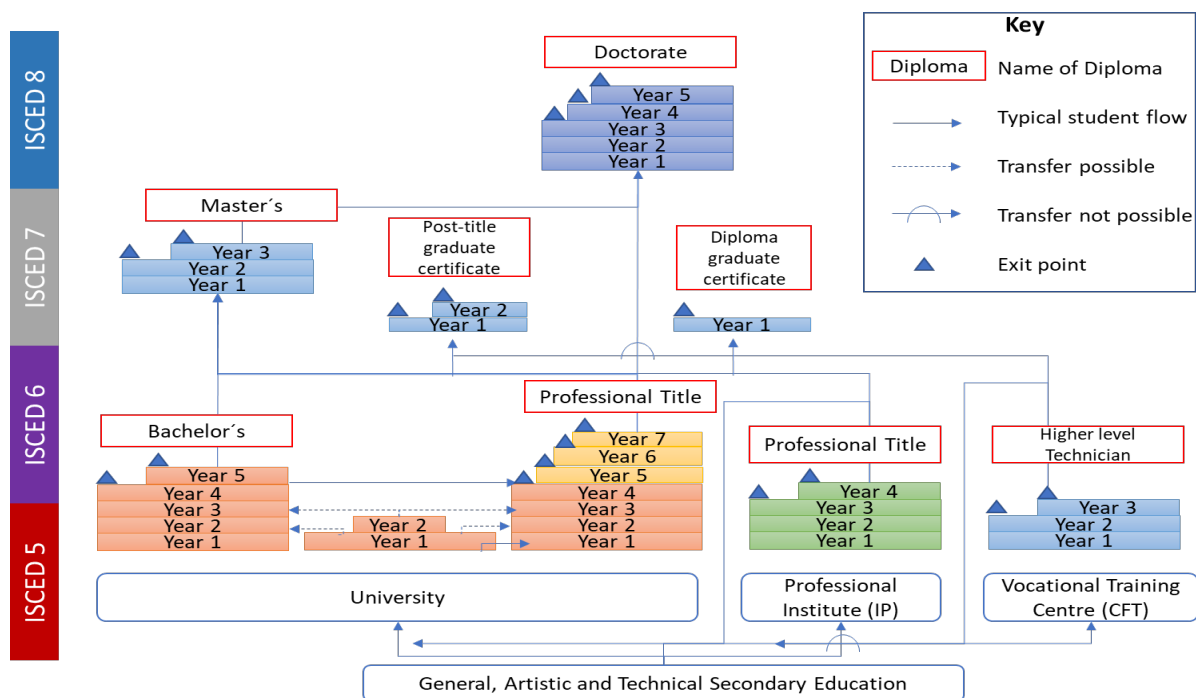 Key
Diploma
Name of Diploma
Typical student flow
Transfer possible
Transfer not possible
Exit point
ISCED 8
ISCED 7
ISCED 6
ISCED 5
Doctorate
Year 5
Year 4
Year 3
Year 2
Year 1
Master´s
Year 3
Year 2
Year 1
Post-title
graduate
certificate
Year 2
Year 1
Diploma
graduate
certificate
Year 1
Bachelor´s
Year 5
Year 4
Year 3
Year 2
Year 1
Year 2
Year 1
Professional Title
Year 7
Year 6
Year 5
Year 4
Year 3
Year 2
Year 1
Professional Title
Year 4
Year 3
Year 2
Year 1
Higher level
Technician
Year 3
Year 2
Year 1
University
Professional
Institute (IP)
Vocational Training
Centre (CFT)
General, Artistic and Technical Secondary Education